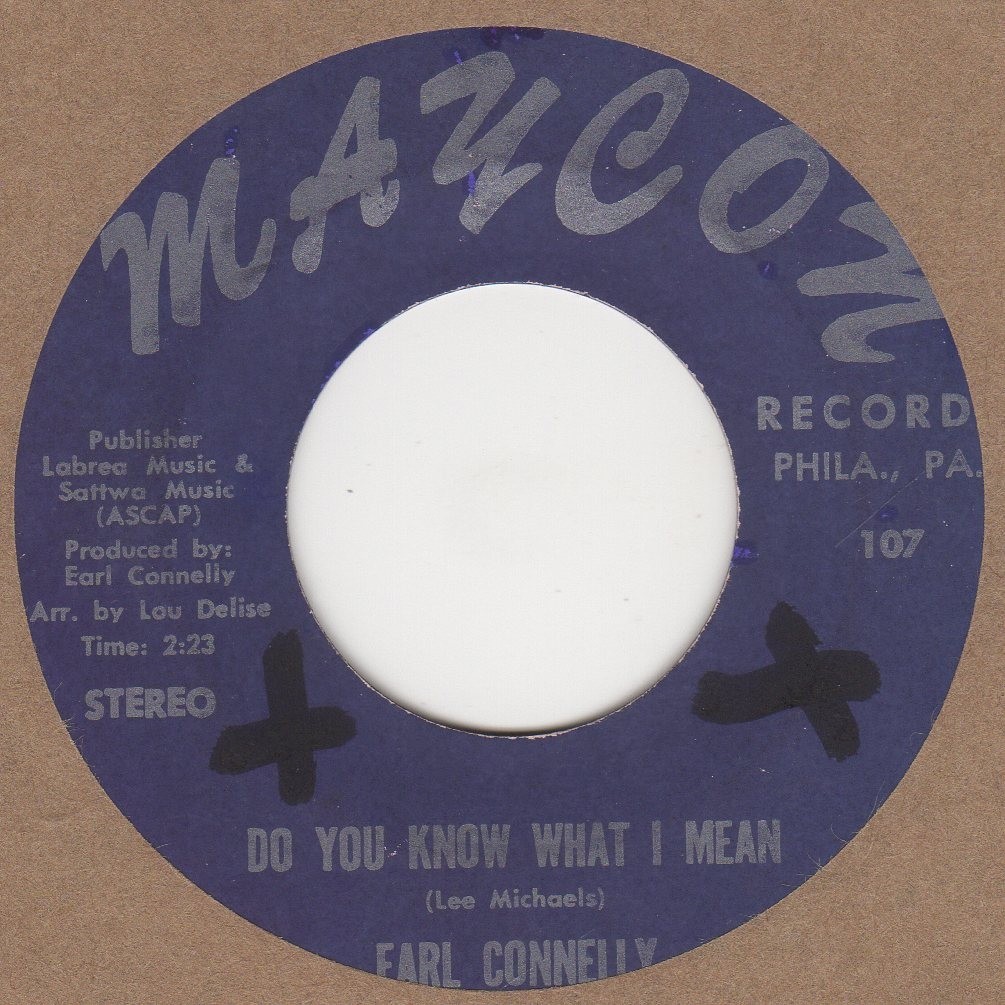 MAYCON
RECORD
PHILA., PA.
107
Publisher
Labrea Music &
Sattwa Music
(ASCAP)
Produced by:
Earl Connelly
Arr. by Lou Delise
Time: 2:23
STEREO
DO YOU KNOW WHAT I MEAN
(Lee Michaels)
EARL CONNELLY